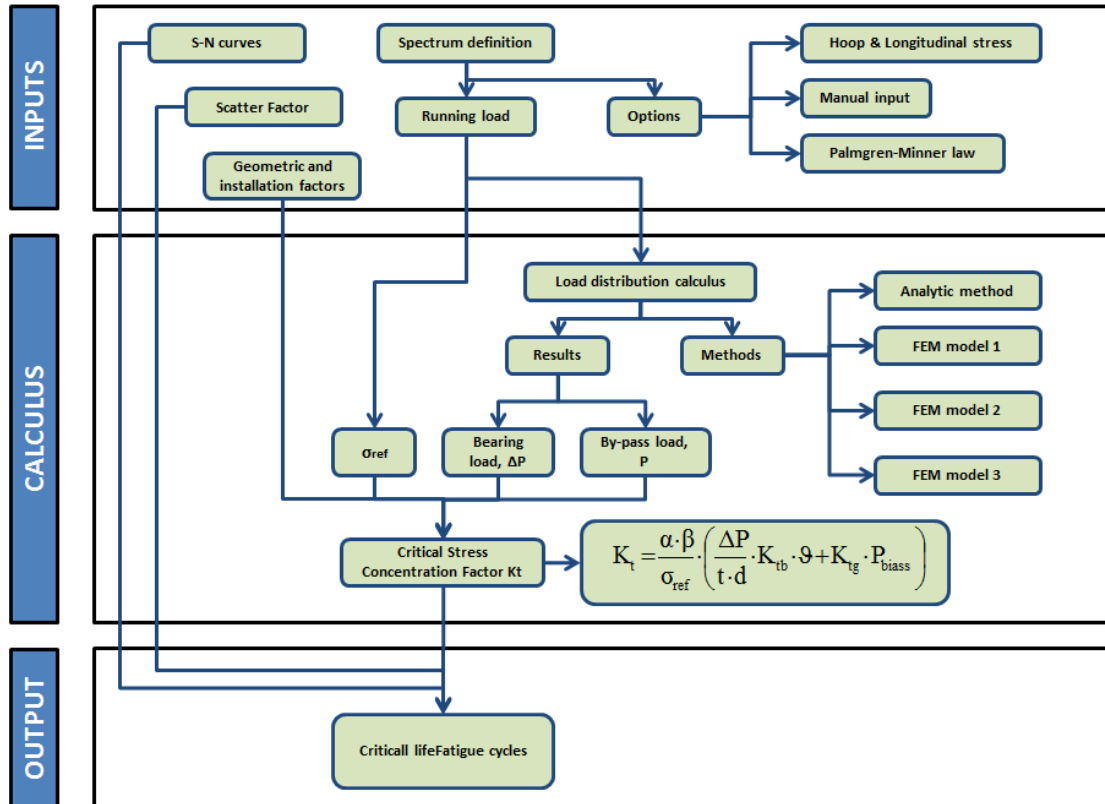 INPUTS
S-N curves
Spectrum definition
Hoop & Longitudinal stress
Scatter Factor
Running load
Options
Manual input
Geometric and
installation factors
Palmgren-Minner law
CALCULUS
Load distribution calculus
Analytic method
Results
Methods
FEM model 1
FEM model 2
σref
Bearing
load, ΔP
By-pass load,
P
FEM model 3
Critical Stress
Concentration Factor Kt
K_t = α·β/σ_ref · (ΔP/t·d · K_tb · ϑ + K_tg · P_biass)
OUTPUT
Criticall lifeFatigue cycles